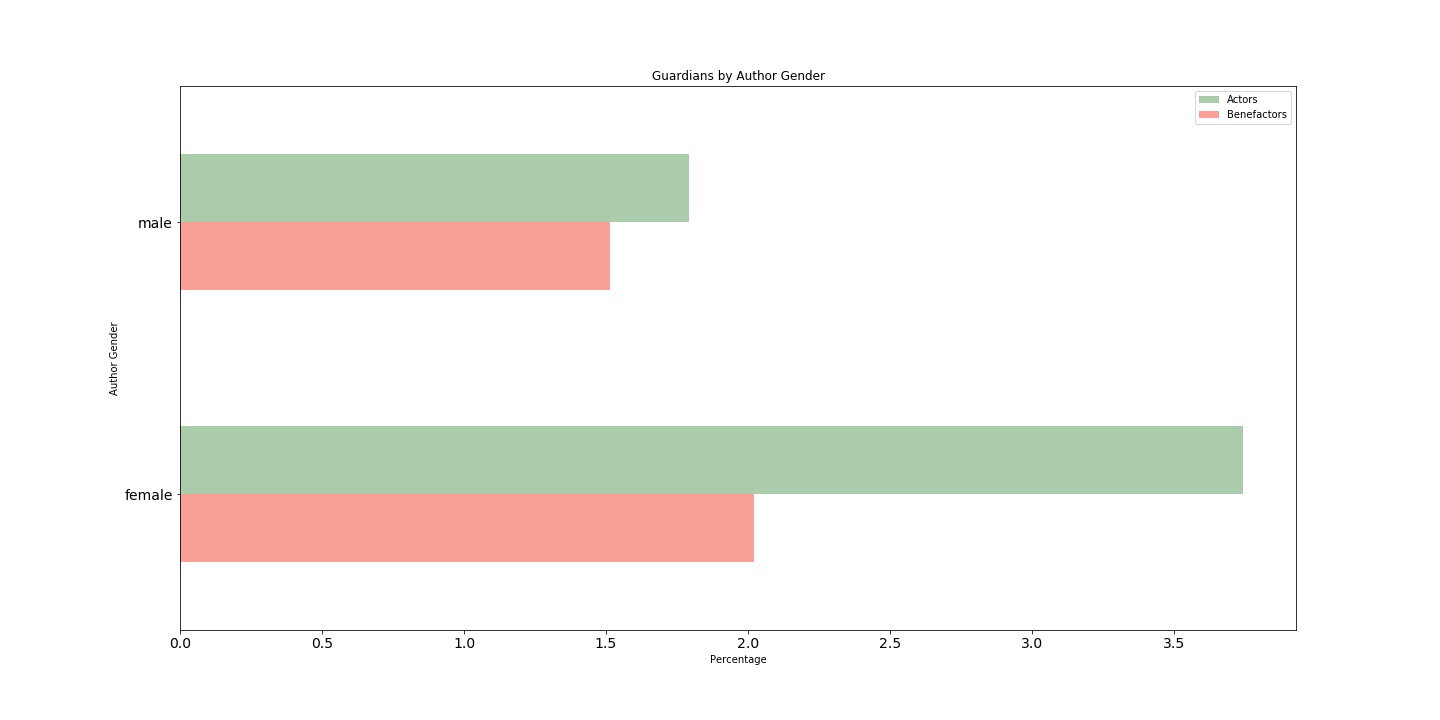 Guardians by Author Gender
Actors
Benefactors
male
Author Gender
female
0.0 0.5 1.0 1.5 2.0 2.5 3.0 3.5
Percentage